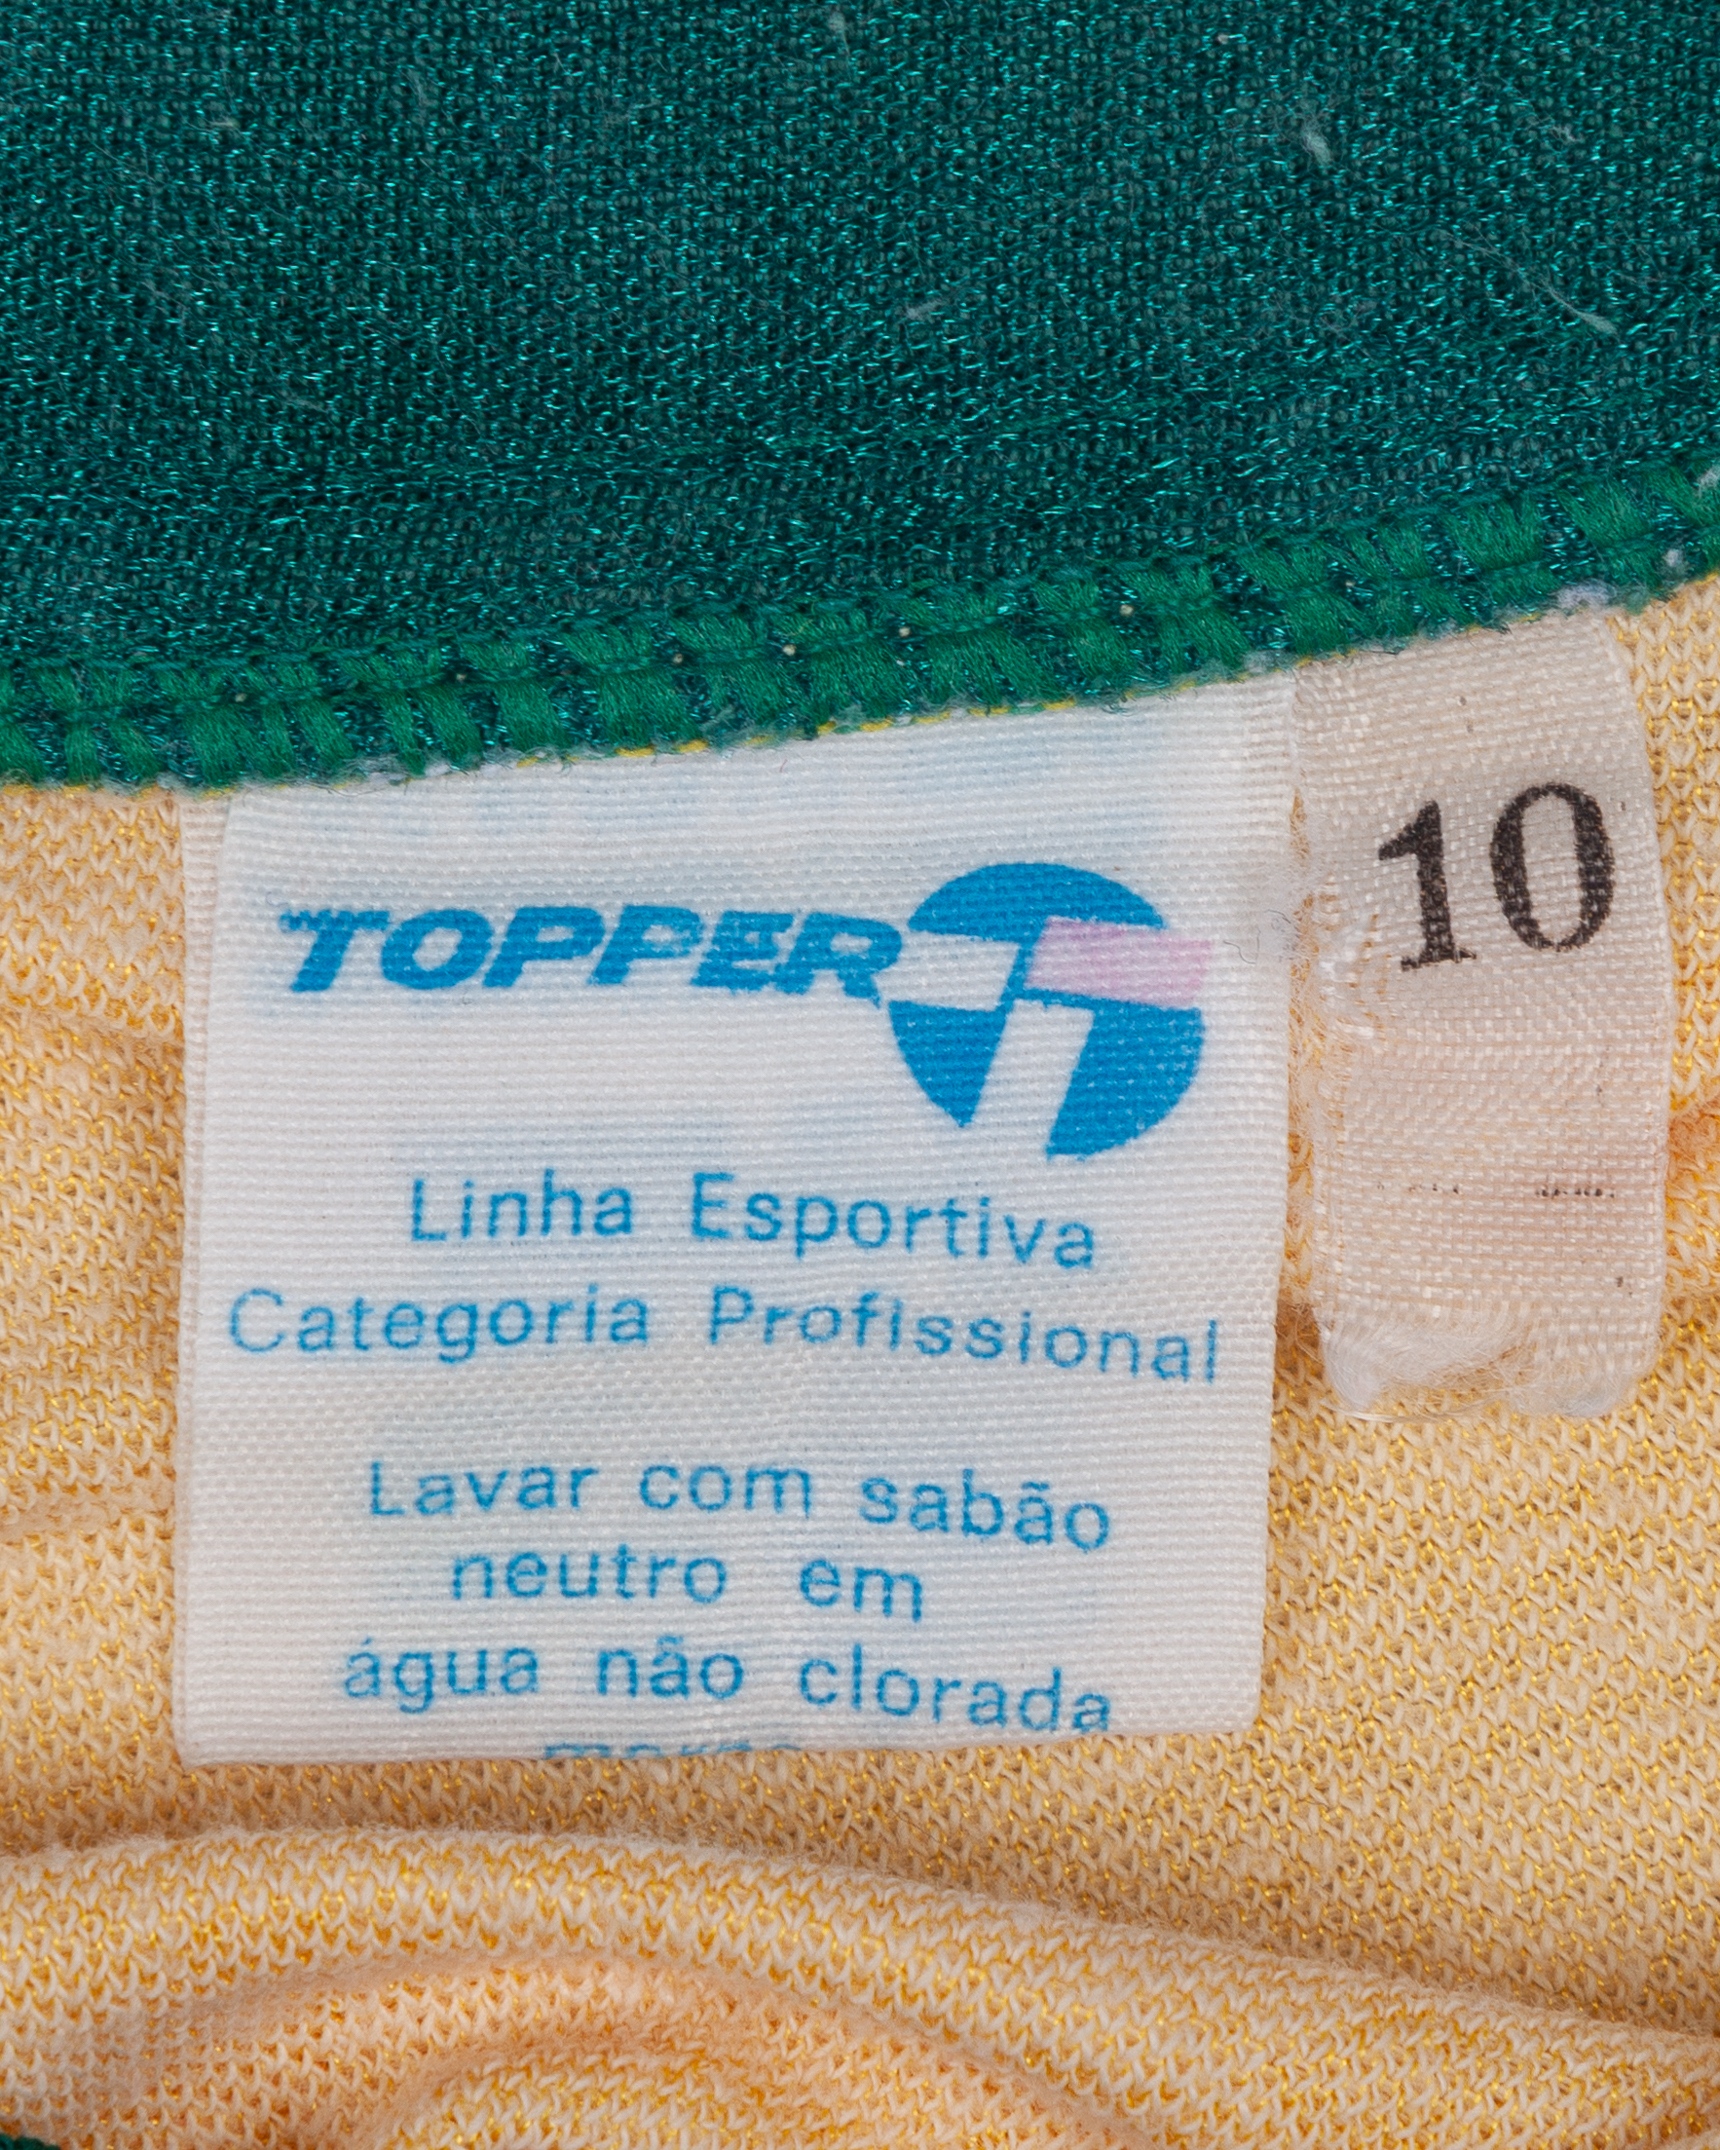 TOPPER
10
Linha Esportiva
Categoria Profissional
Lavar com sabão
neutro em
água não clorada